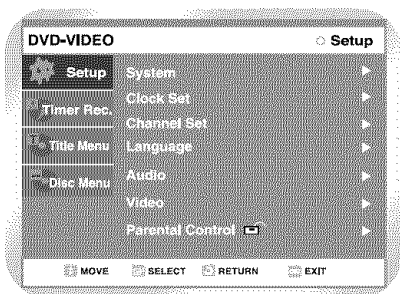 DVD-VIDEO Setup
Setup
Timer Rec.
Title Menu
Disc Menu
System
Clock Set
Channel Set
Language
Audio
Video
Parental Control
MOVE SELECT RETURN EXIT